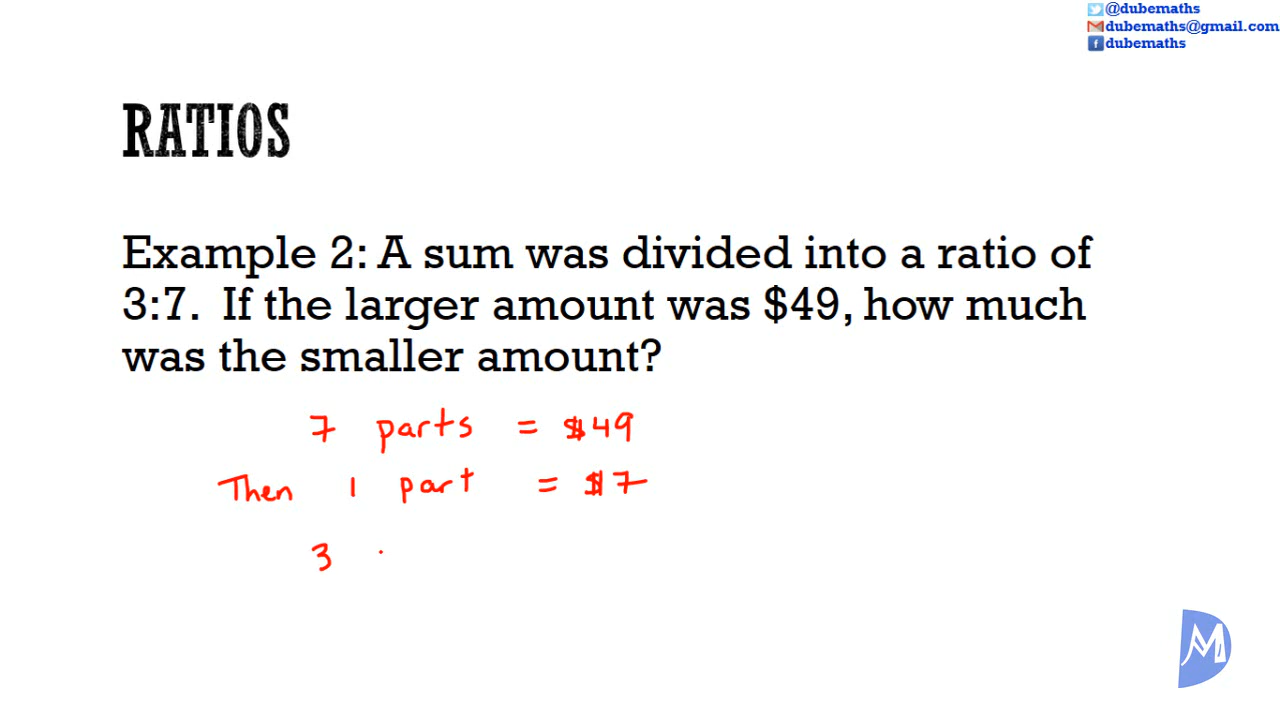 @dubemaths
dubemaths@gmail.com
dubemaths
RATIOS
Example 2: A sum was divided into a ratio of
3:7. If the larger amount was $49, how much
was the smaller amount?
7 parts = $49
Then 1 part = $7
3
DM